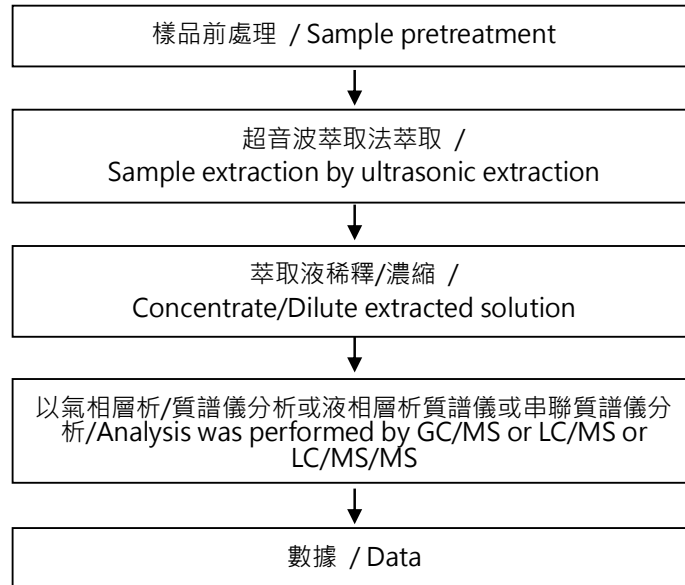 樣品前處理 / Sample pretreatment
超音波萃取法萃取 /
Sample extraction by ultrasonic extraction
萃取液稀釋/濃縮 /
Concentrate/Dilute extracted solution
以氣相層析/質譜儀分析或液相層析質譜儀或串聯質譜儀分
析/Analysis was performed by GC/MS or LC/MS or
LC/MS/MS
數據 / Data